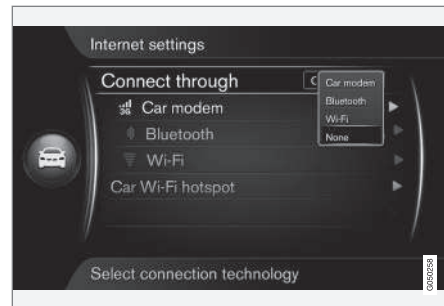 Internet settings
Connect through
Car modem
Bluetooth
Wi-Fi
None
3G Car modem
Bluetooth
Wi-Fi
Car Wi-Fi hotspot
Select connection technology
G050258